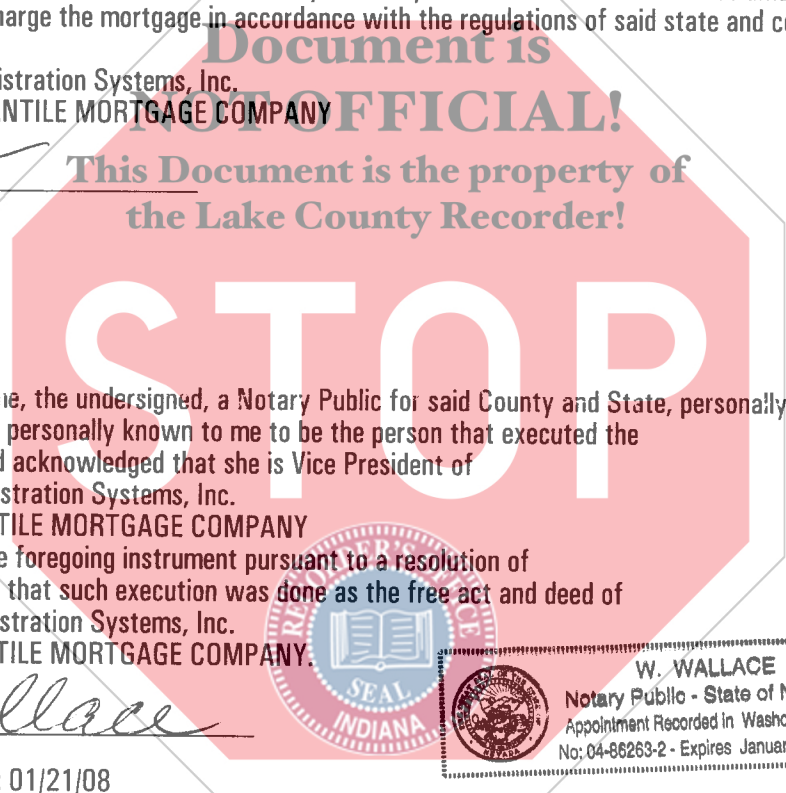 harge the mortgage in accordance with the regulations of said state and co
Document is
istration Systems, Inc.
NTILE MORTGAGE COMPANY
NOT OFFICIAL!
This Document is the property of
the Lake County Recorder!
STOP
ne, the undersigned, a Notary Public for said County and State, personally
personally known to me to be the person that executed the
d acknowledged that she is Vice President of
stration Systems, Inc.
TILE MORTGAGE COMPANY
e foregoing instrument pursuant to a resolution of
that such execution was done as the free act and deed of
stration Systems, Inc.
TILE MORTGAGE COMPANY.
RECORDER'S OFFICE
SEAL
INDIANA
W. WALLACE
Notary Public - State of N
Appointment Recorded in Washo
No: 04-86263-2 - Expires Januar
llace
: 01/21/08